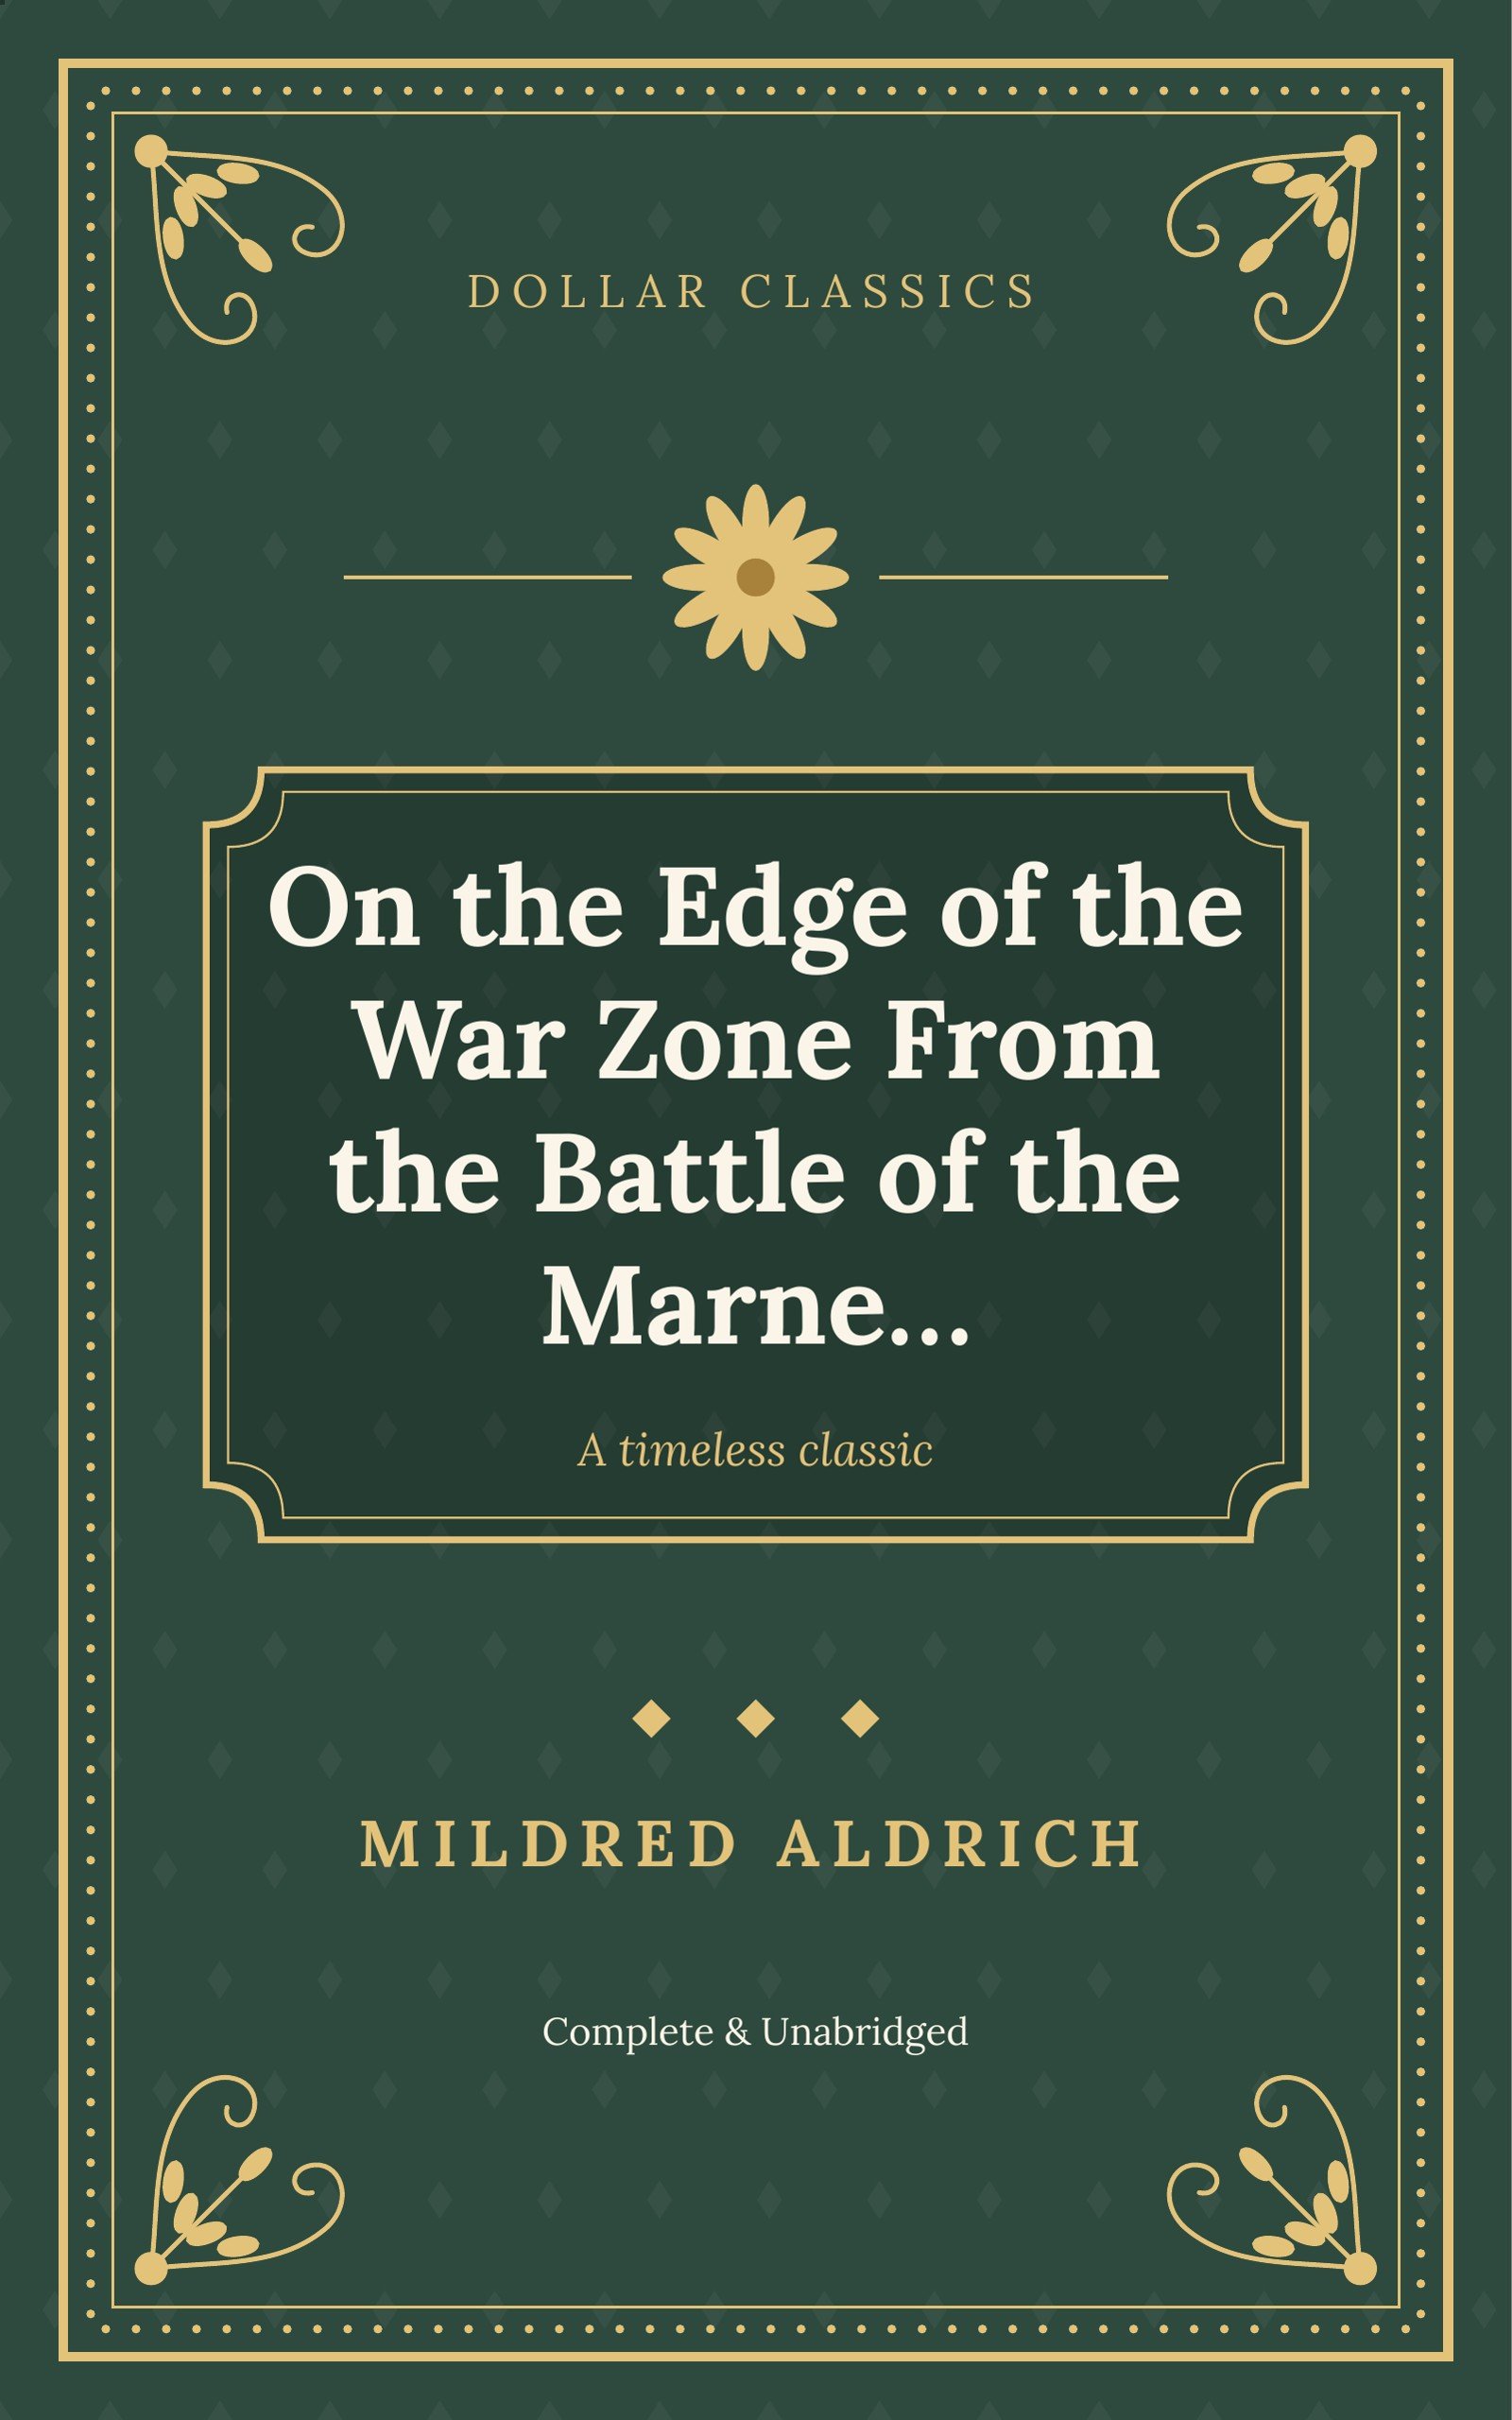 DOLLAR CLASSICS
On the Edge of the
War Zone From
the Battle of the
Marne...
A timeless classic
MILDRED ALDRICH
Complete & Unabridged